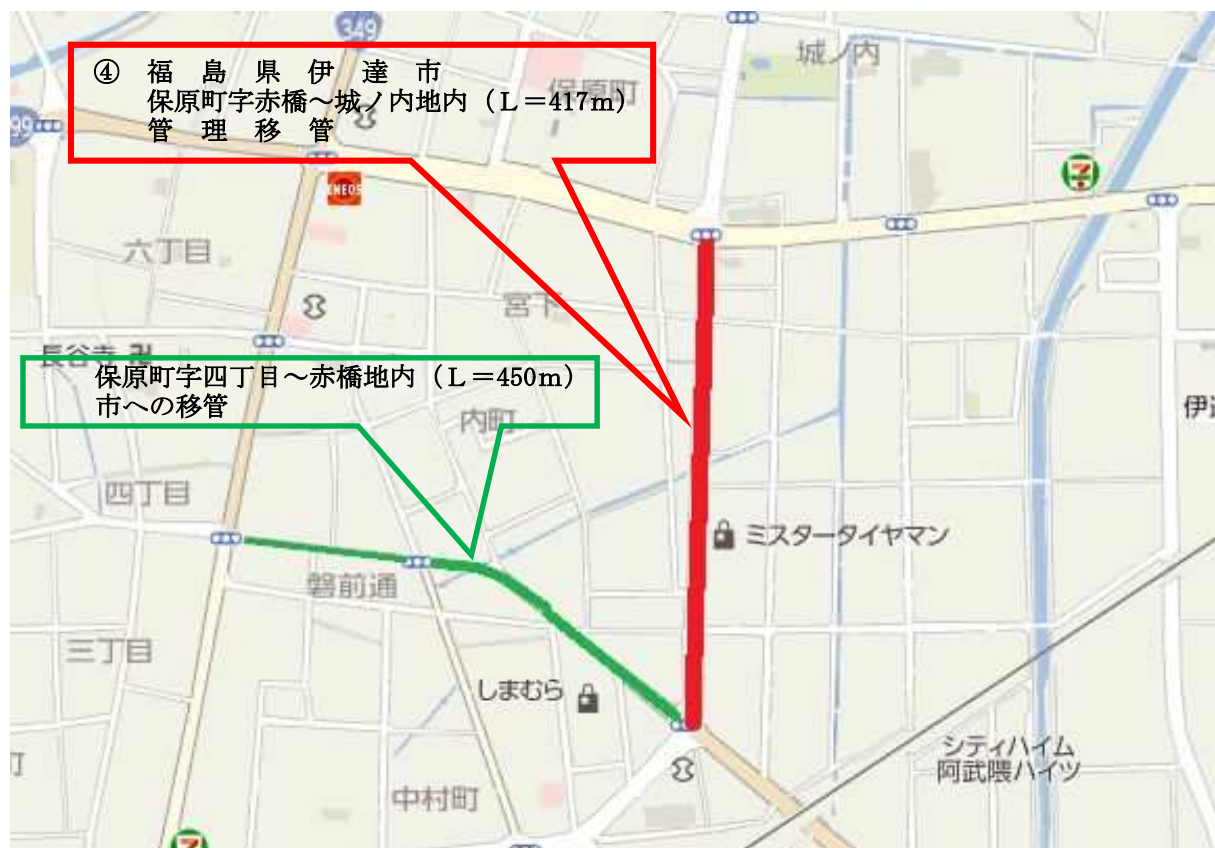 349
④ 福島県伊達市
保原町字赤橋～城ノ内地内（L＝417m）
管理移管
城ノ内
保原町
99
ENEOS
7
六丁目
宮下
長谷寺
保原町字四丁目～赤橋地内（L＝450m）
市への移管
内町
伊達
四丁目
ミスタータイヤマン
磐前通
三丁目
しまむら
シティハイム
阿武隈ハイツ
町
中村町
7